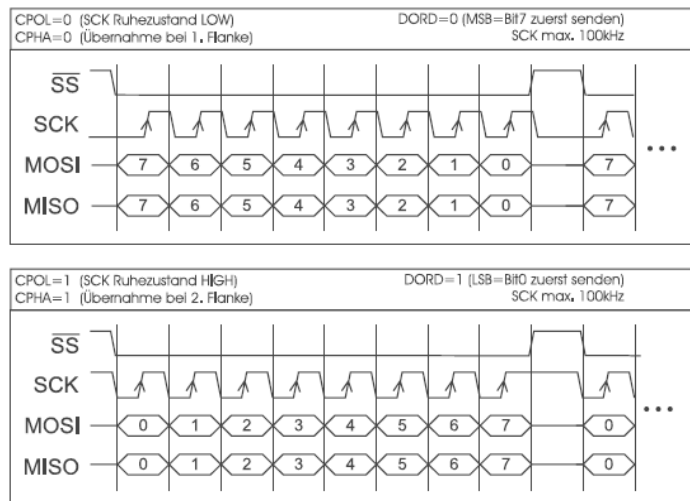 CPOL=0 (SCK Ruhezustand LOW) DORD=0 (MSB=Bit7 zuerst senden)
CPHA=0 (Übernahme bei 1. Flanke) SCK max. 100kHz
SS
SCK
MOSI 7 6 5 4 3 2 1 0 7
MISO 7 6 5 4 3 2 1 0 7
...
CPOL=1 (SCK Ruhezustand HIGH) DORD=1 (LSB=Bit0 zuerst senden)
CPHA=1 (Übernahme bei 2. Flanke) SCK max. 100kHz
SS
SCK
MOSI 0 1 2 3 4 5 6 7 0
MISO 0 1 2 3 4 5 6 7 0
...